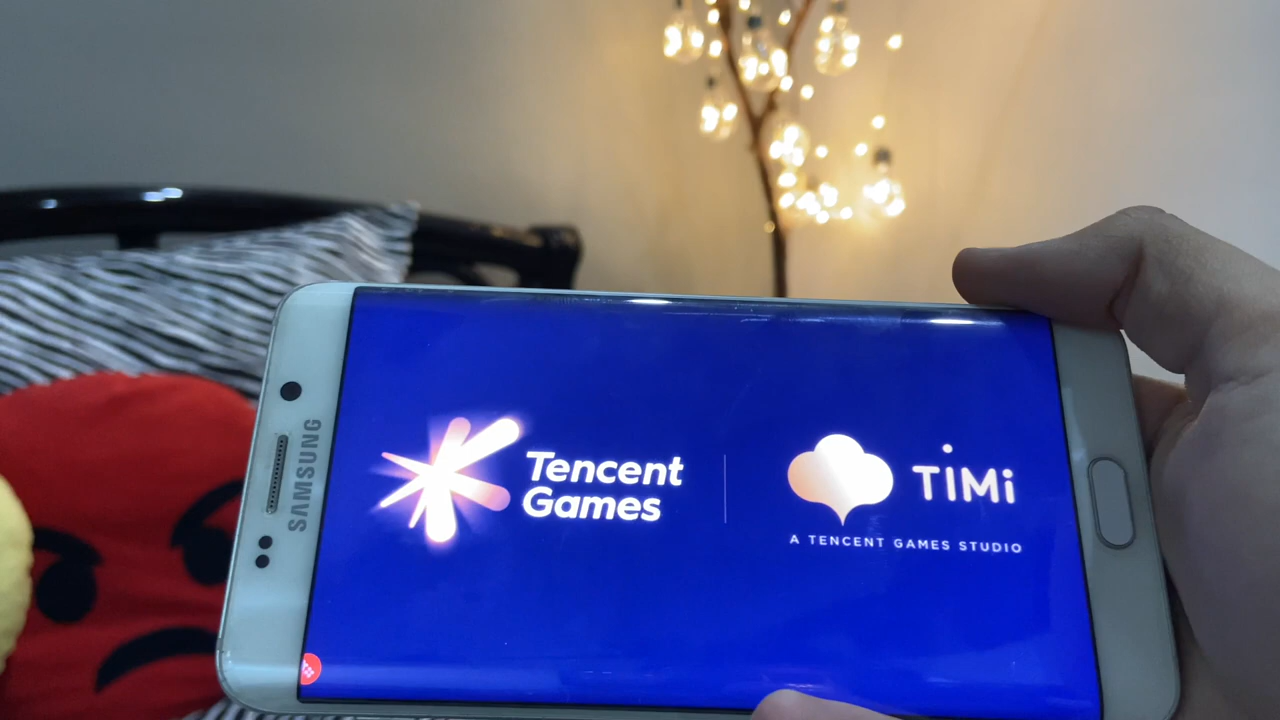 SAMSUNG
Tencent
Games
TiMi
A TENCENT GAMES STUDIO